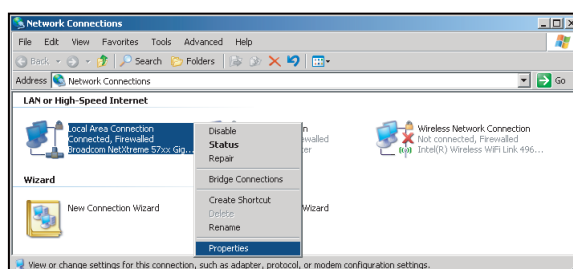 Network Connections
File Edit View Favorites Tools Advanced Help
Back Search Folders
Address Network Connections Go
LAN or High-Speed Internet
Local Area Connection
Connected, Firewalled
Broadcom NetXtreme 57xx Gig...
Disable
Status
Repair
Bridge Connections
Create Shortcut
Delete
Rename
Properties
Wireless Network Connection
Not connected, Firewalled
Intel(R) Wireless WiFi Link 496...
Wizard
New Connection Wizard
Wizard
View or change settings for this connection, such as adapter, protocol, or modem configuration settings.